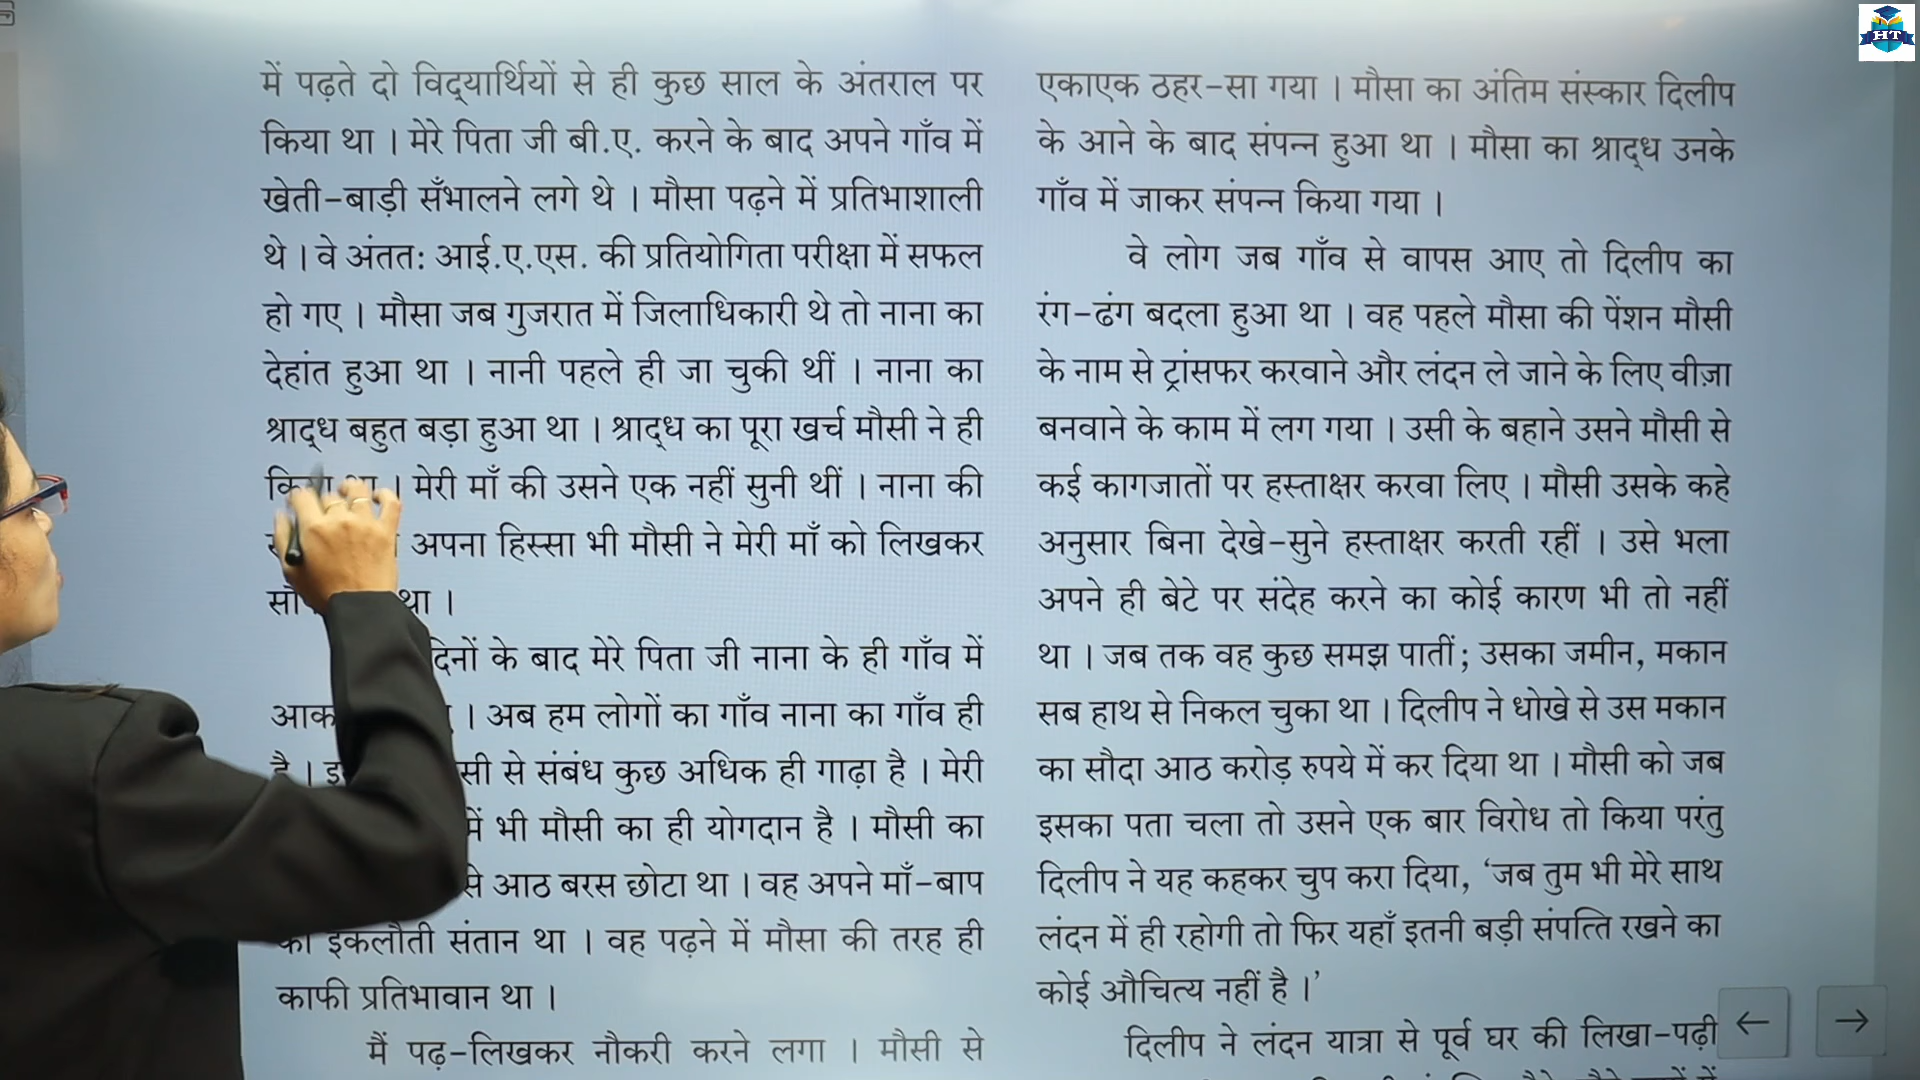 में पढ़ते दो विद्यार्थियों से ही कुछ साल के अंतराल पर
किया था । मेरे पिता जी बी.ए. करने के बाद अपने गाँव में
खेती-बाड़ी सँभालने लगे थे । मौसा पढ़ने में प्रतिभाशाली
थे । वे अंततः आई.ए.एस. की प्रतियोगिता परीक्षा में सफल
हो गए । मौसा जब गुजरात में जिलाधिकारी थे तो नाना का
देहांत हुआ था । नानी पहले ही जा चुकी थीं । नाना का
श्राद्ध बहुत बड़ा हुआ था । श्राद्ध का पूरा खर्च मौसी ने ही
। मेरी माँ की उसने एक नहीं सुनी थीं । नाना की
अपना हिस्सा भी मौसी ने मेरी माँ को लिखकर
था ।
दिनों के बाद मेरे पिता जी नाना के ही गाँव में
। अब हम लोगों का गाँव नाना का गाँव ही
है । से संबंध कुछ अधिक ही गाढ़ा है । मेरी
में भी मौसी का ही योगदान है । मौसी का
से आठ बरस छोटा था । वह अपने माँ-बाप
की इकलौती संतान था । वह पढ़ने में मौसा की तरह ही
काफी प्रतिभावान था ।
मैं पढ़-लिखकर नौकरी करने लगा । मौसी से
एकाएक ठहर-सा गया । मौसा का अंतिम संस्कार दिलीप
के आने के बाद संपन्न हुआ था । मौसा का श्राद्ध उनके
गाँव में जाकर संपन्न किया गया ।
वे लोग जब गाँव से वापस आए तो दिलीप का
रंग-ढंग बदला हुआ था । वह पहले मौसा की पेंशन मौसी
के नाम से ट्रांसफर करवाने और लंदन ले जाने के लिए वीज़ा
बनवाने के काम में लग गया । उसी के बहाने उसने मौसी से
कई कागजातों पर हस्ताक्षर करवा लिए । मौसी उसके कहे
अनुसार बिना देखे-सुने हस्ताक्षर करती रहीं । उसे भला
अपने ही बेटे पर संदेह करने का कोई कारण भी तो नहीं
था । जब तक वह कुछ समझ पातीं; उसका जमीन, मकान
सब हाथ से निकल चुका था । दिलीप ने धोखे से उस मकान
का सौदा आठ करोड़ रुपये में कर दिया था । मौसी को जब
इसका पता चला तो उसने एक बार विरोध तो किया परंतु
दिलीप ने यह कहकर चुप करा दिया, ‘जब तुम भी मेरे साथ
लंदन में ही रहोगी तो फिर यहाँ इतनी बड़ी संपत्ति रखने का
कोई औचित्य नहीं है ।’
दिलीप ने लंदन यात्रा से पूर्व घर की लिखा-पढ़ी
HT